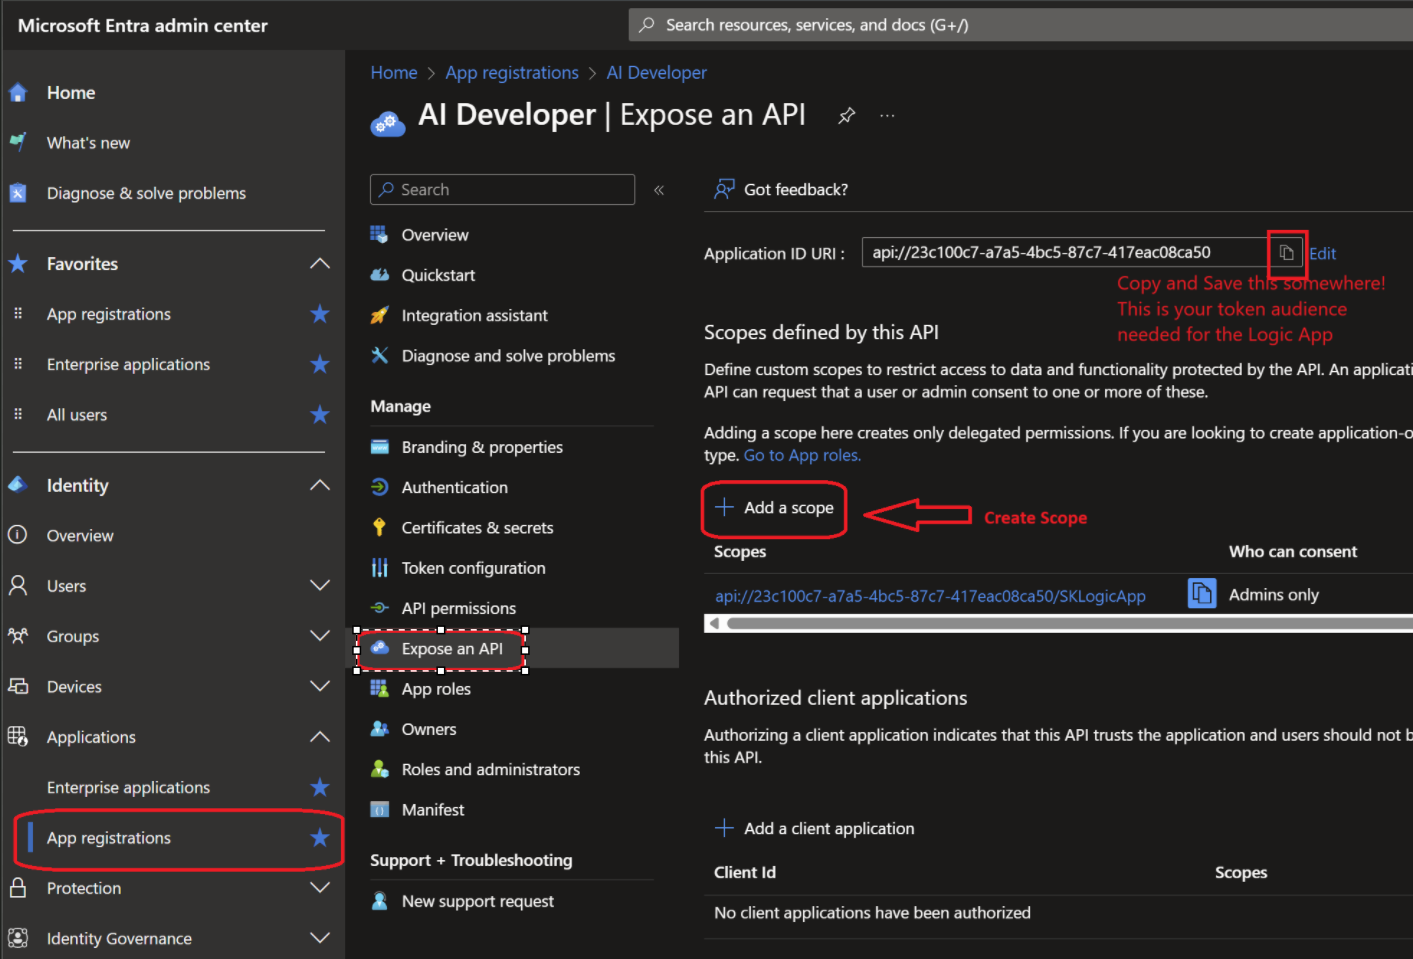 Microsoft Entra admin center
Search resources, services, and docs (G+/)
Home
What's new
Diagnose & solve problems
Favorites
App registrations
Enterprise applications
All users
Identity
Overview
Users
Groups
Devices
Applications
Enterprise applications
App registrations
Protection
Identity Governance
Home > App registrations > AI Developer
AI Developer | Expose an API
Search
Overview
Quickstart
Integration assistant
Diagnose and solve problems
Manage
Branding & properties
Authentication
Certificates & secrets
Token configuration
API permissions
Expose an API
App roles
Owners
Roles and administrators
Manifest
Support + Troubleshooting
New support request
Got feedback?
Application ID URI : api://23c100c7-a7a5-4bc5-87c7-417eac08ca50 Edit
Copy and Save this somewhere!
This is your token audience
needed for the Logic App
Scopes defined by this API
Define custom scopes to restrict access to data and functionality protected by the API. An applicati
API can request that a user or admin consent to one or more of these.
Adding a scope here creates only delegated permissions. If you are looking to create application-o
type. Go to App roles.
+ Add a scope
Create Scope
Scopes Who can consent
api://23c100c7-a7a5-4bc5-87c7-417eac08ca50/SKLogicApp Admins only
Authorized client applications
Authorizing a client application indicates that this API trusts the application and users should not b
this API.
+ Add a client application
Client Id Scopes
No client applications have been authorized